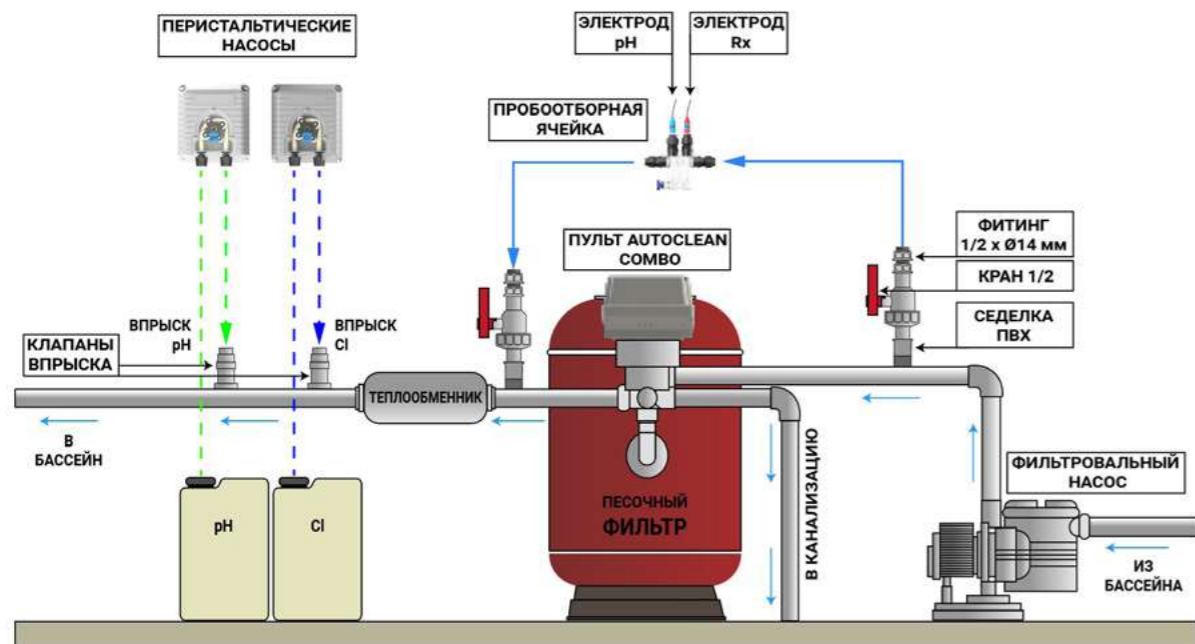 ПЕРИСТАЛЬТИЧЕСКИЕ
НАСОСЫ
ЭЛЕКТРОД
pH
ЭЛЕКТРОД
Rx
ПРОБООТБОРНАЯ
ЯЧЕЙКА
ПУЛЬТ AUTOCLEAN
COMBO
ФИТИНГ
1/2 x Ø14 мм
КРАН 1/2
СЕДЕЛКА
ПВХ
КЛАПАНЫ
ВПРЫСКА
ВПРЫСК
pH
ВПРЫСК
Cl
ТЕПЛООБМЕННИК
В
БАССЕЙН
pH
Cl
ПЕСОЧНЫЙ
ФИЛЬТР
В КАНАЛИЗАЦИЮ
ФИЛЬТРОВАЛЬНЫЙ
НАСОС
ИЗ
БАССЕЙНА